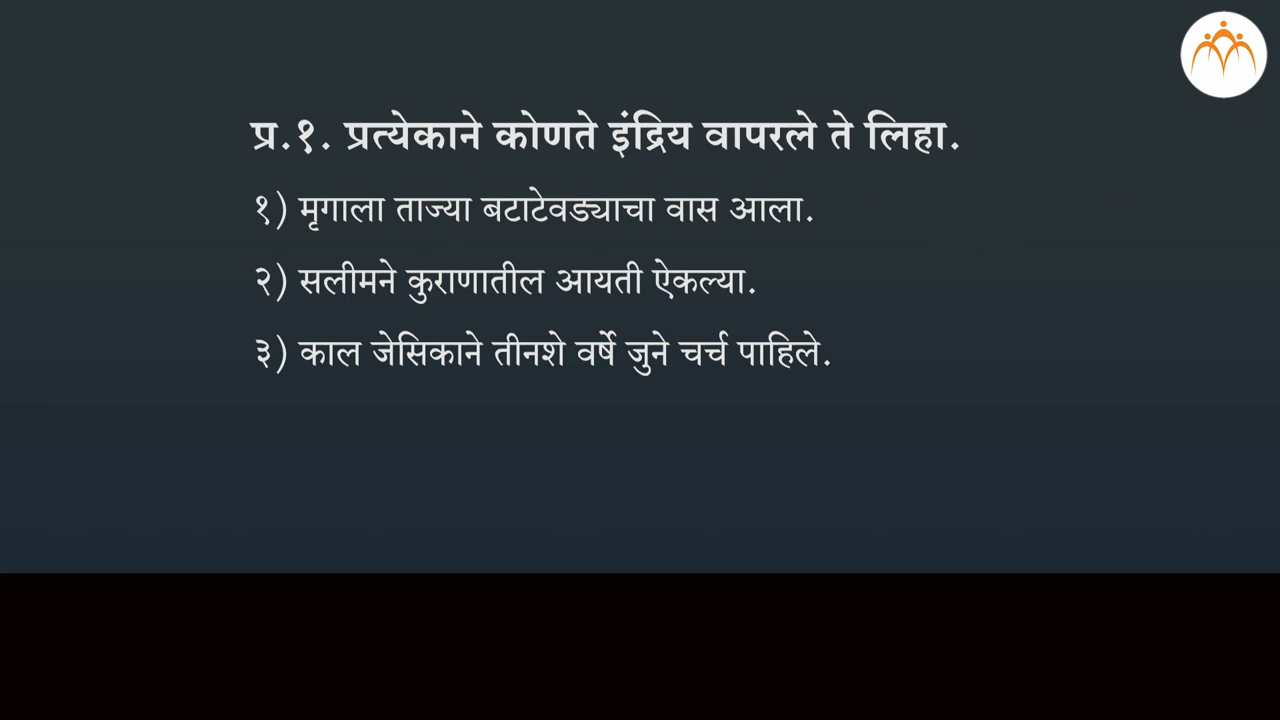 प्र.१. प्रत्येकाने कोणते इंद्रिय वापरले ते लिहा.
१) मृगाला ताज्या बटाटेवड्याचा वास आला.
२) सलीमने कुराणातील आयती ऐकल्या.
३) काल जेसिकाने तीनशे वर्षे जुने चर्च पाहिले.